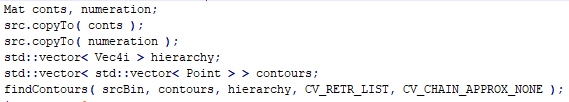 Mat conts, numeration;
src.copyTo( conts );
src.copyTo( numeration );
std::vector< Vec4i > hierarchy;
std::vector< std::vector< Point > > contours;
findContours( srcBin, contours, hierarchy, CV_RETR_LIST, CV_CHAIN_APPROX_NONE );